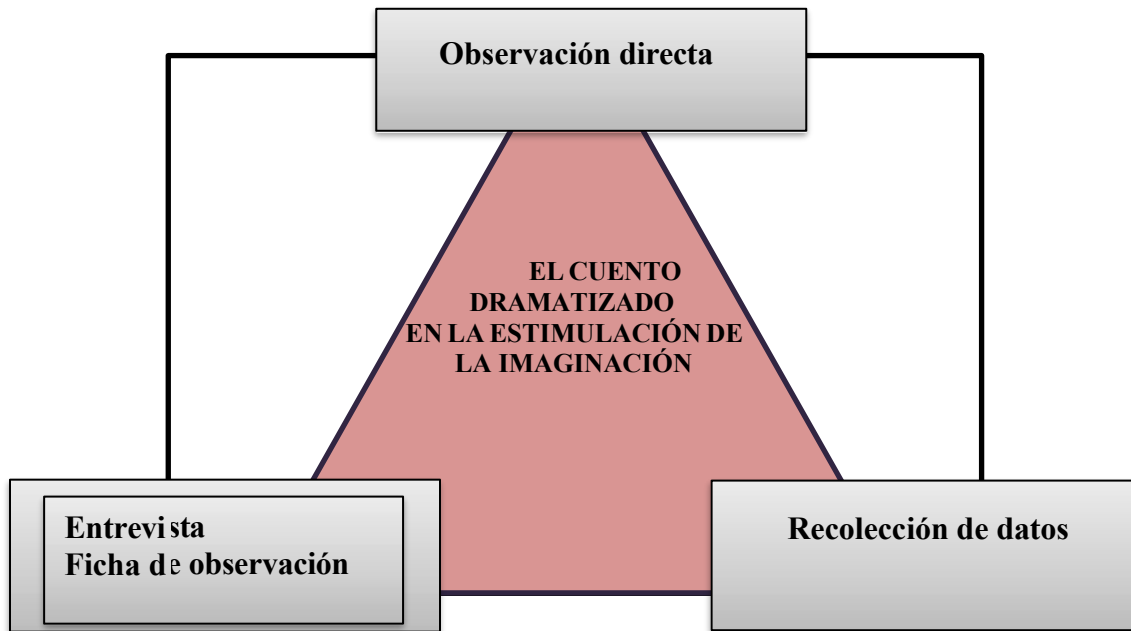 Observación directa
EL CUENTO
DRAMATIZADO
EN LA ESTIMULACIÓN DE
LA IMAGINACIÓN
Entrevista
Ficha de observación
Recolección de datos